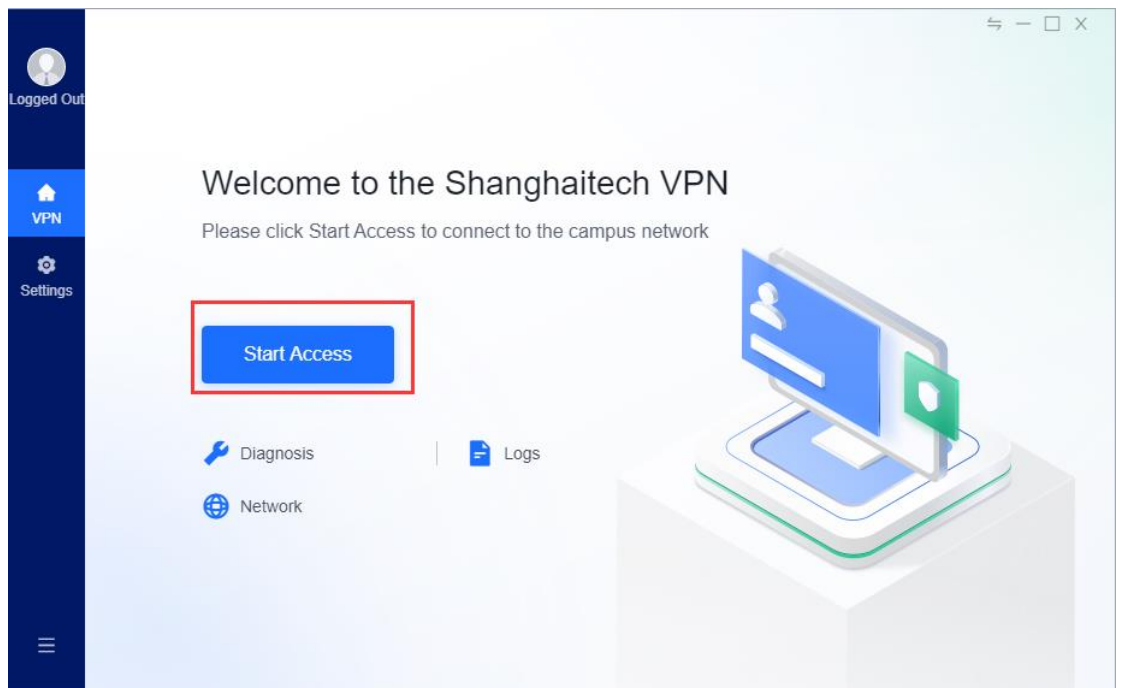 Logged Out
VPN
Settings
Welcome to the Shanghaitech VPN
Please click Start Access to connect to the campus network
Start Access
Diagnosis
Logs
Network